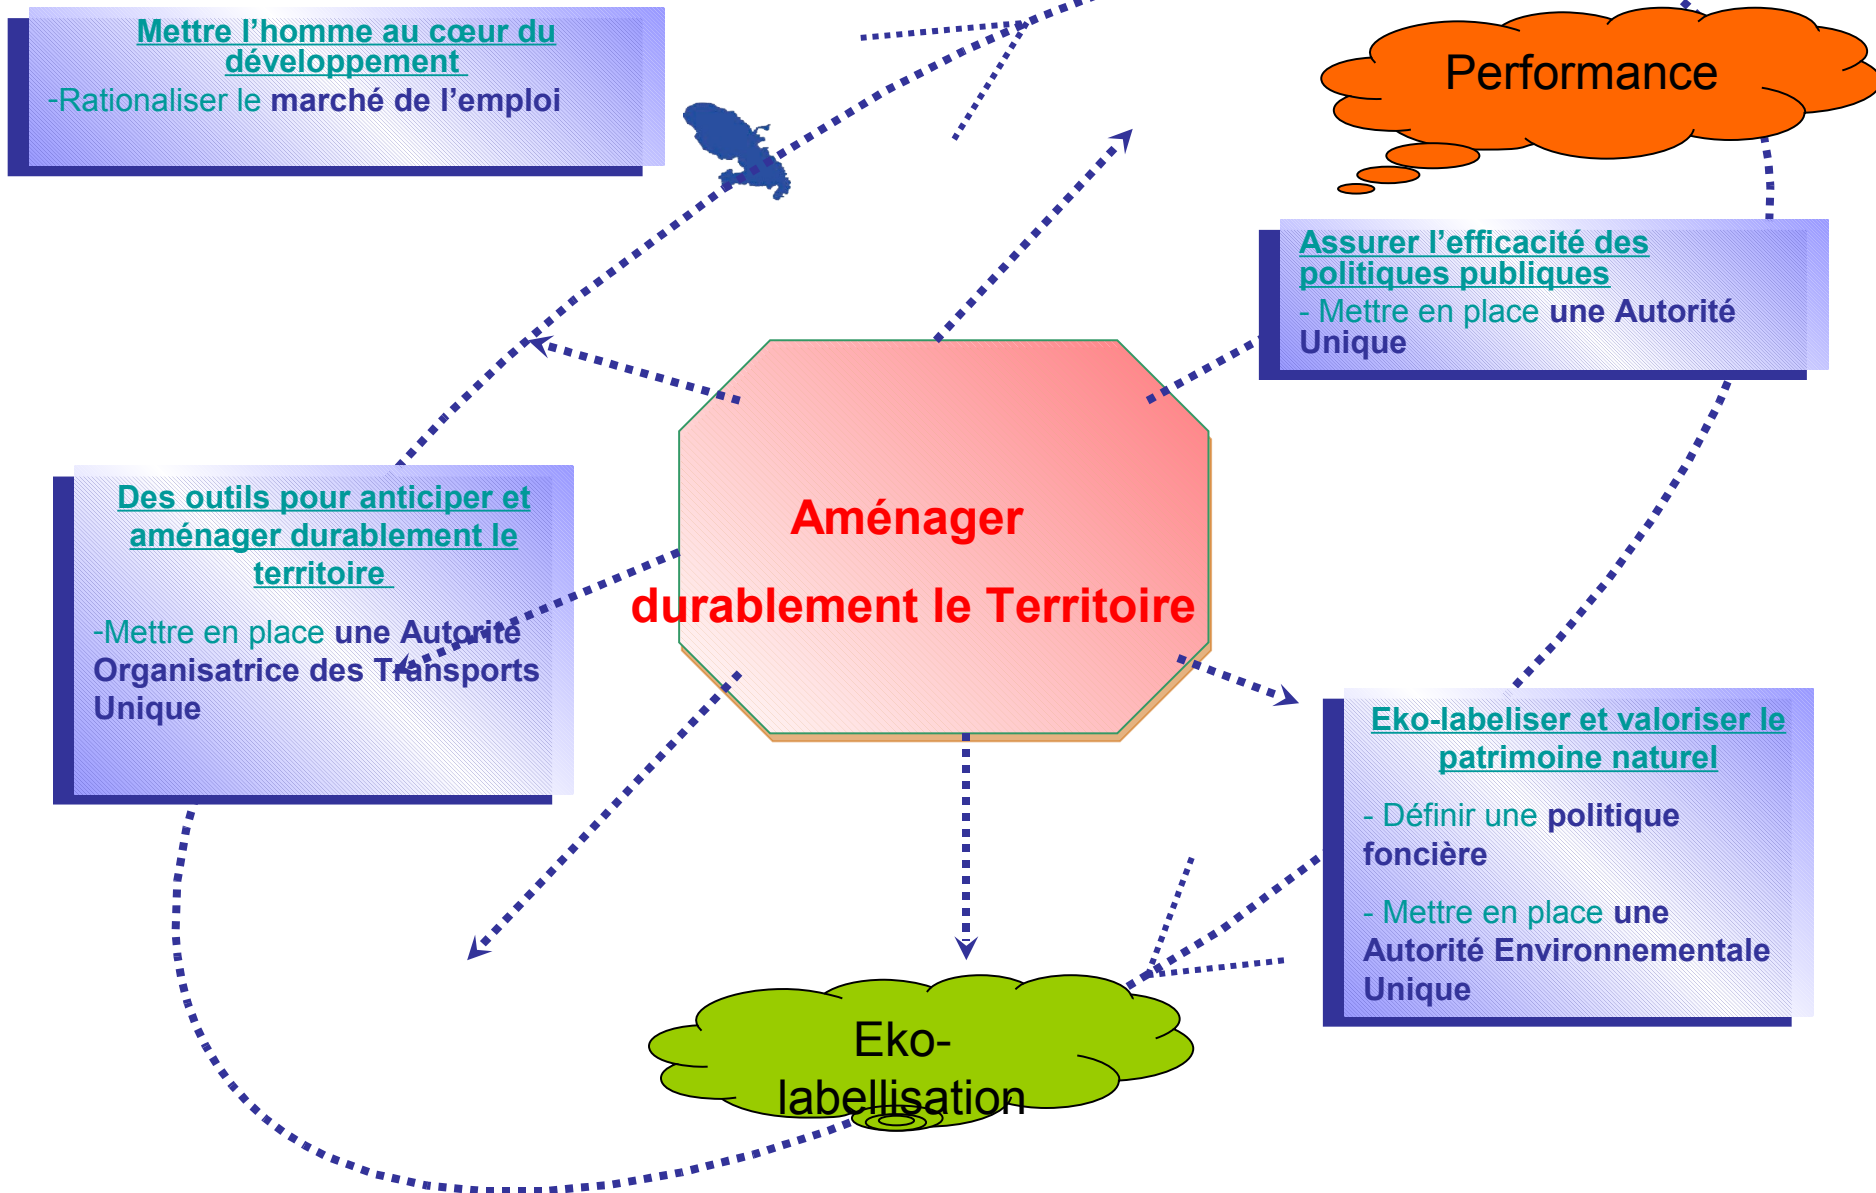 Mettre l’homme au cœur du
développement
-Rationaliser le marché de l’emploi
Performance
Assurer l’efficacité des
politiques publiques
- Mettre en place une Autorité
Unique
Des outils pour anticiper et
aménager durablement le
territoire
-Mettre en place une Autorité
Organisatrice des Transports
Unique
Aménager
durablement le Territoire
Eko-labeliser et valoriser le
patrimoine naturel
- Définir une politique
foncière
- Mettre en place une
Autorité Environnementale
Unique
Eko-
labellisation